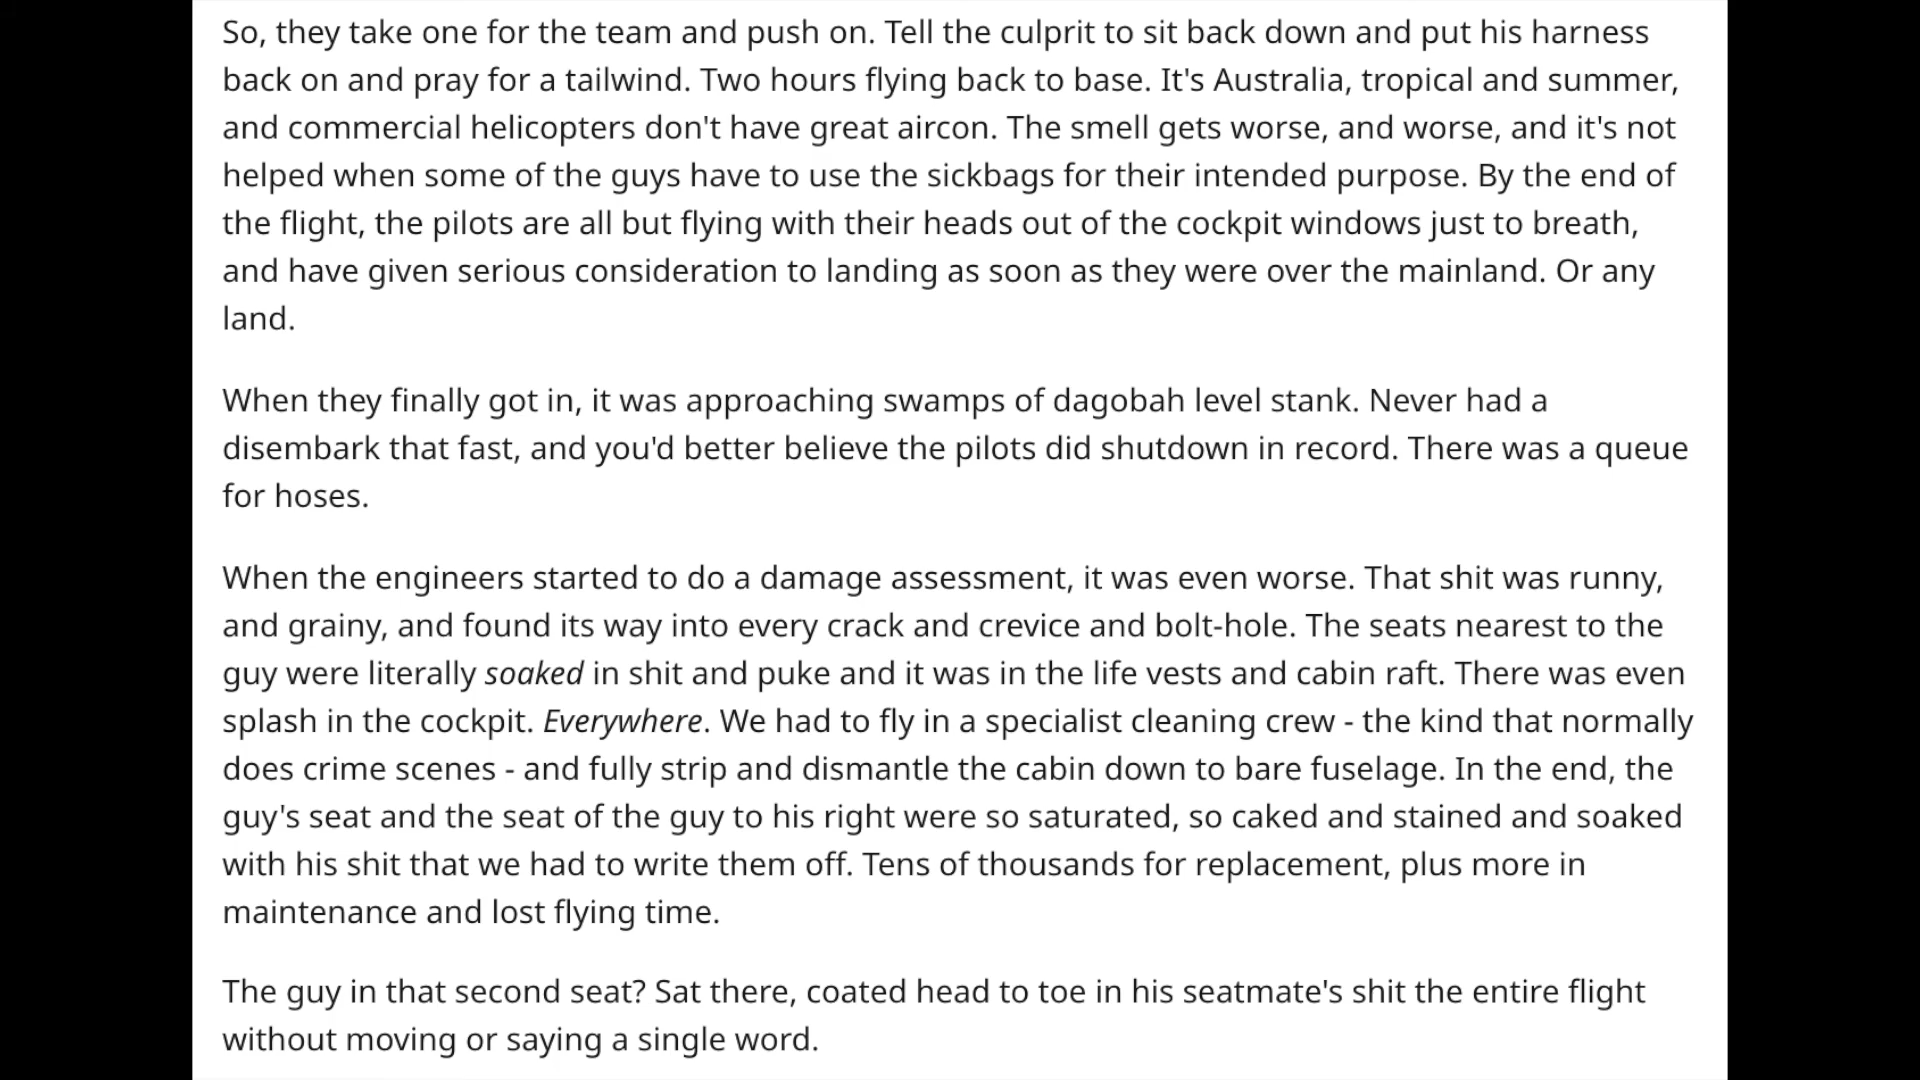 So, they take one for the team and push on. Tell the culprit to sit back down and put his harness
back on and pray for a tailwind. Two hours flying back to base. It's Australia, tropical and summer,
and commercial helicopters don't have great aircon. The smell gets worse, and worse, and it's not
helped when some of the guys have to use the sickbags for their intended purpose. By the end of
the flight, the pilots are all but flying with their heads out of the cockpit windows just to breath,
and have given serious consideration to landing as soon as they were over the mainland. Or any
land.
When they finally got in, it was approaching swamps of dagobah level stank. Never had a
disembark that fast, and you'd better believe the pilots did shutdown in record. There was a queue
for hoses.
When the engineers started to do a damage assessment, it was even worse. That shit was runny,
and grainy, and found its way into every crack and crevice and bolt-hole. The seats nearest to the
guy were literally soaked in shit and puke and it was in the life vests and cabin raft. There was even
splash in the cockpit. Everywhere. We had to fly in a specialist cleaning crew - the kind that normally
does crime scenes - and fully strip and dismantle the cabin down to bare fuselage. In the end, the
guy's seat and the seat of the guy to his right were so saturated, so caked and stained and soaked
with his shit that we had to write them off. Tens of thousands for replacement, plus more in
maintenance and lost flying time.
The guy in that second seat? Sat there, coated head to toe in his seatmate's shit the entire flight
without moving or saying a single word.